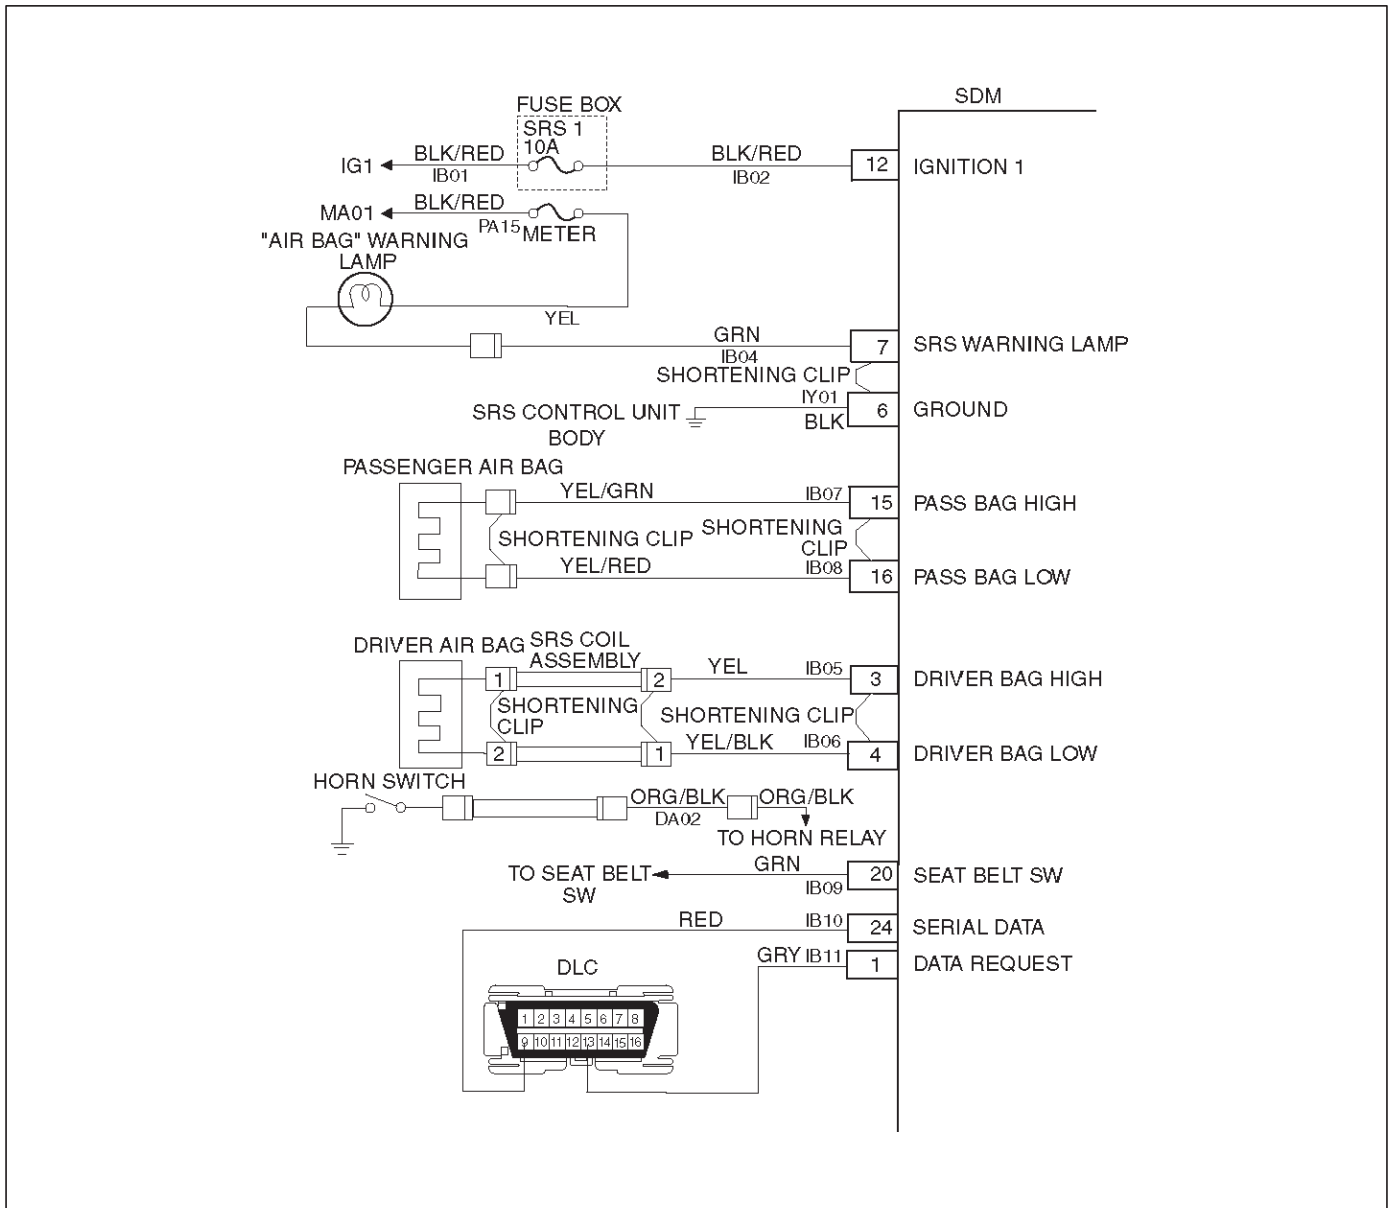 SDM
FUSE BOX
SRS 1
10A
IG1
BLK/RED
IB01
BLK/RED
IB02
12
IGNITION 1
MA01
BLK/RED
PA15
METER
"AIR BAG" WARNING
LAMP
YEL
GRN
IB04
7
SRS WARNING LAMP
SHORTENING CLIP
SRS CONTROL UNIT
BODY
IY01
BLK
6
GROUND
PASSENGER AIR BAG
YEL/GRN
IB07
15
PASS BAG HIGH
SHORTENING CLIP
SHORTENING
CLIP
YEL/RED
IB08
16
PASS BAG LOW
DRIVER AIR BAG
SRS COIL
ASSEMBLY
1
2
YEL
IB05
3
DRIVER BAG HIGH
SHORTENING
CLIP
SHORTENING CLIP
2
1
YEL/BLK
IB06
4
DRIVER BAG LOW
HORN SWITCH
ORG/BLK
DA02
ORG/BLK
TO HORN RELAY
TO SEAT BELT
SW
GRN
IB09
20
SEAT BELT SW
RED
IB10
24
SERIAL DATA
GRY IB11
1
DATA REQUEST
DLC
1 2 3 4 5 6 7 8
9 10 11 12 13 14 15 16